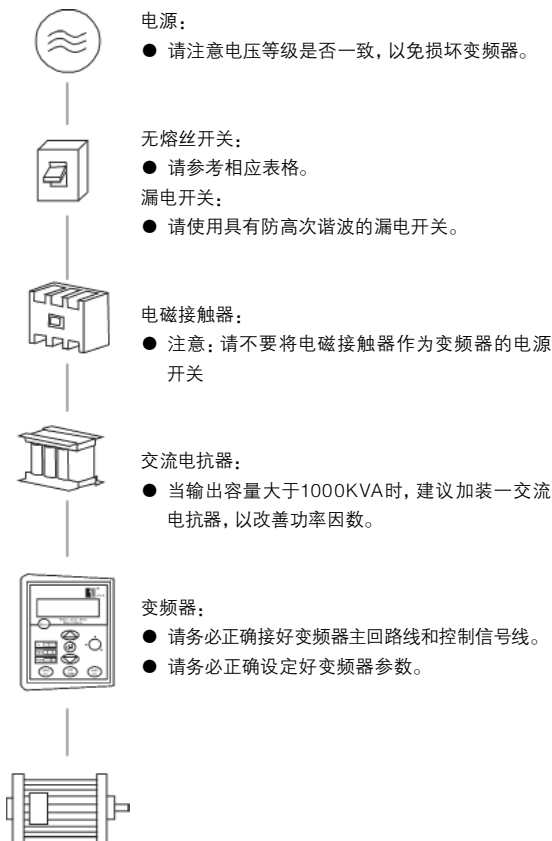 电源：
● 请注意电压等级是否一致，以免损坏变频器。
无熔丝开关：
● 请参考相应表格。
漏电开关：
● 请使用具有防高次谐波的漏电开关。
电磁接触器：
● 注意：请不要将电磁接触器作为变频器的电源
开关
交流电抗器：
● 当输出容量大于1000KVA时，建议加装一交流
电抗器，以改善功率因数。
变频器：
● 请务必正确接好变频器主回路线和控制信号线。
● 请务必正确设定好变频器参数。